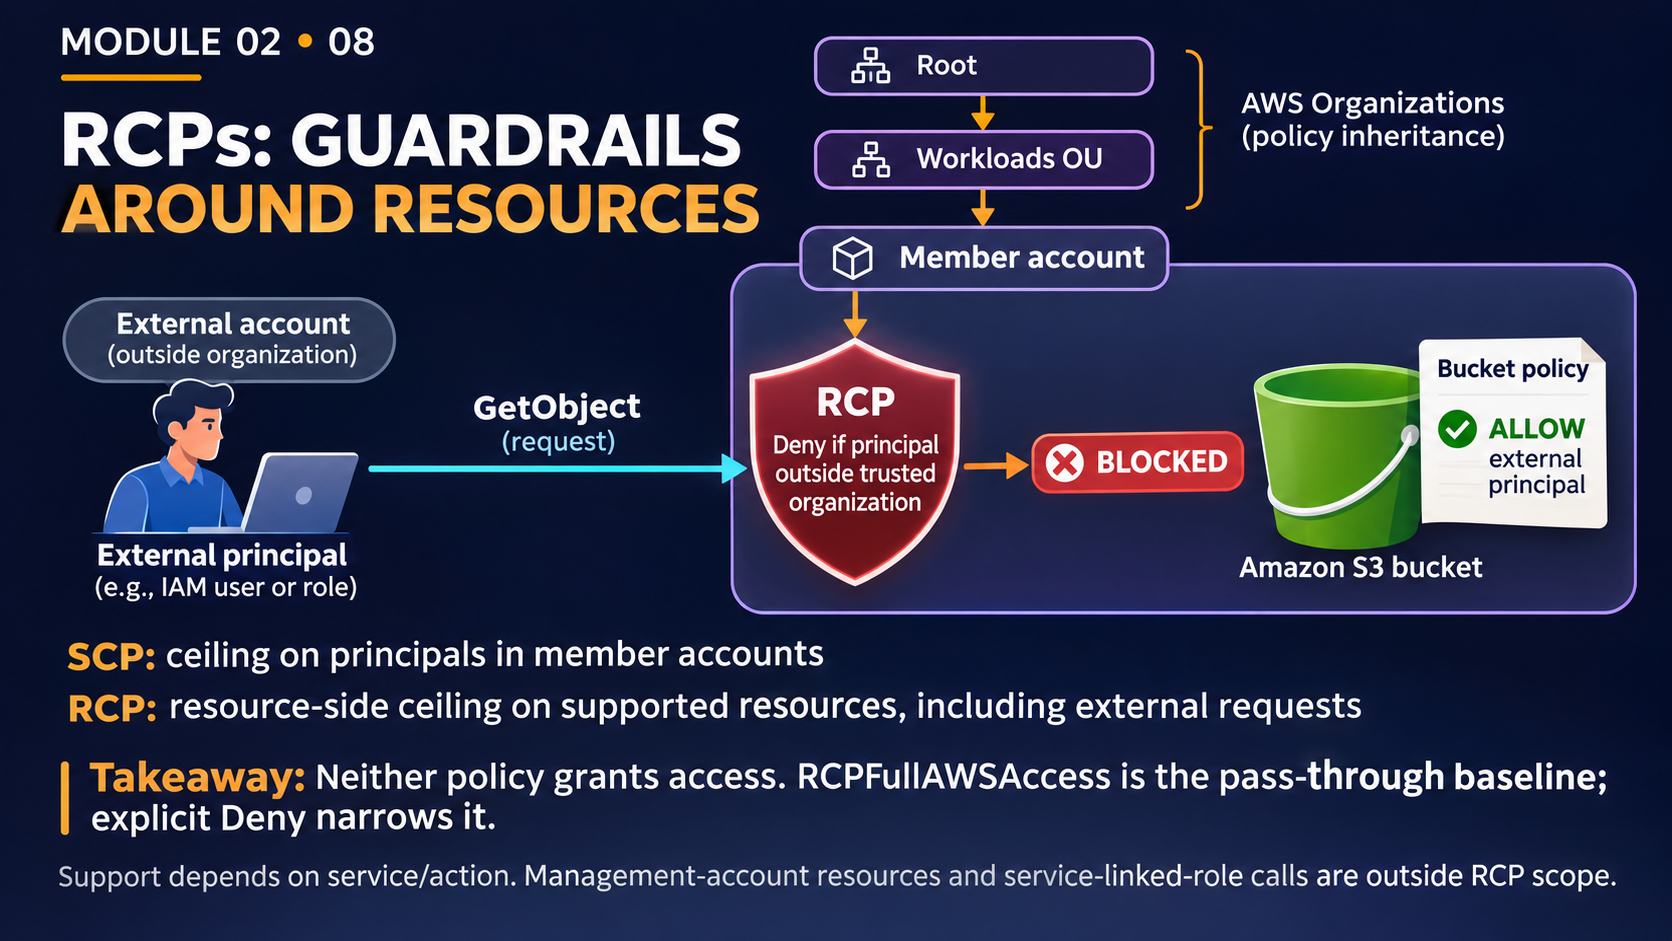 MODULE 02 • 08
RCPs: GUARDRAILS
AROUND RESOURCES
Root
Workloads OU
Member account
AWS Organizations
(policy inheritance)
External account
(outside organization)
External principal
(e.g., IAM user or role)
GetObject
(request)
RCP
Deny if principal
outside trusted
organization
BLOCKED
Bucket policy
ALLOW
external
principal
Amazon S3 bucket
SCP: ceiling on principals in member accounts
RCP: resource-side ceiling on supported resources, including external requests
Takeaway: Neither policy grants access. RCPFullAWSAccess is the pass-through baseline;
explicit Deny narrows it.
Support depends on service/action. Management-account resources and service-linked-role calls are outside RCP scope.